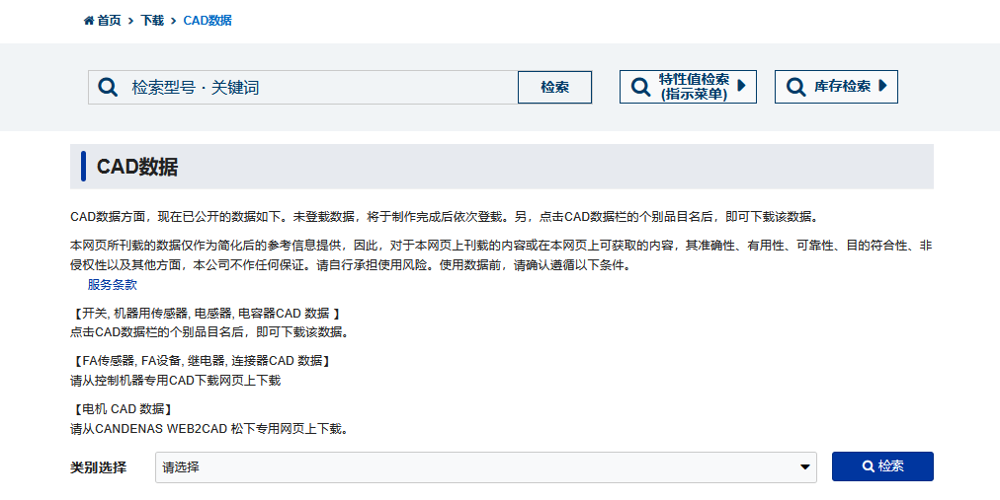 首页 > 下载 > CAD数据
检索型号·关键词
检索
特性值检索
(指示菜单)
库存检索
CAD数据
CAD数据方面，现在已公开的数据如下。未登载数据，将于制作完成后依次登载。另，点击CAD数据栏的个别品目名后，即可下载该数据。
本网页所刊载的数据仅作为简化后的参考信息提供，因此，对于本网页上刊载的内容或在本网页上可获取的内容，其准确性、有用性、可靠性、目的符合性、非
侵权性以及其他方面，本公司不作任何保证。请自行承担使用风险。使用数据前，请确认遵循以下条件。
服务条款
【开关, 机器用传感器, 电感器, 电容器CAD 数据 】
点击CAD数据栏的个别品目名后，即可下载该数据。
【FA传感器, FA设备, 继电器, 连接器CAD 数据】
请从控制机器专用CAD下载网页上下载
【电机 CAD 数据】
请从CANDENAS WEB2CAD 松下专用网页上下载。
类别选择
请选择
检索